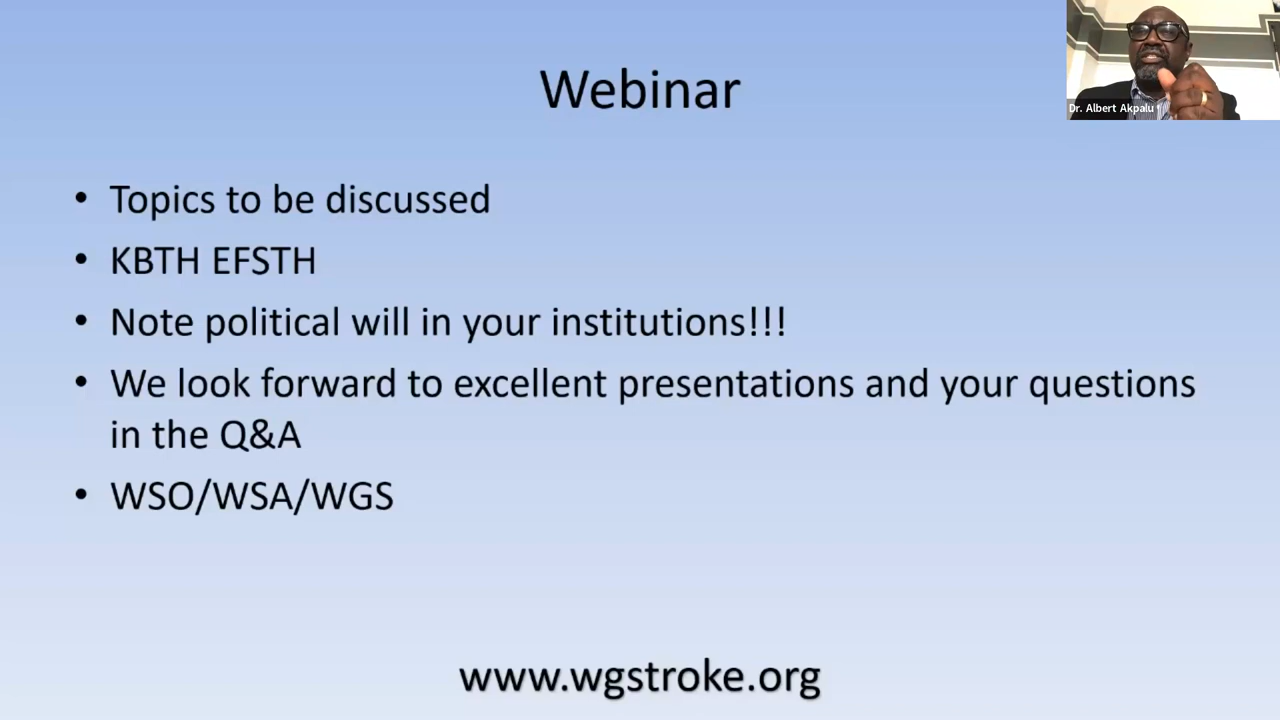 Webinar
Dr. Albert Akpalu
• Topics to be discussed
• KBTH EFSTH
• Note political will in your institutions!!!
• We look forward to excellent presentations and your questions
in the Q&A
• WSO/WSA/WGS
www.wgstroke.org